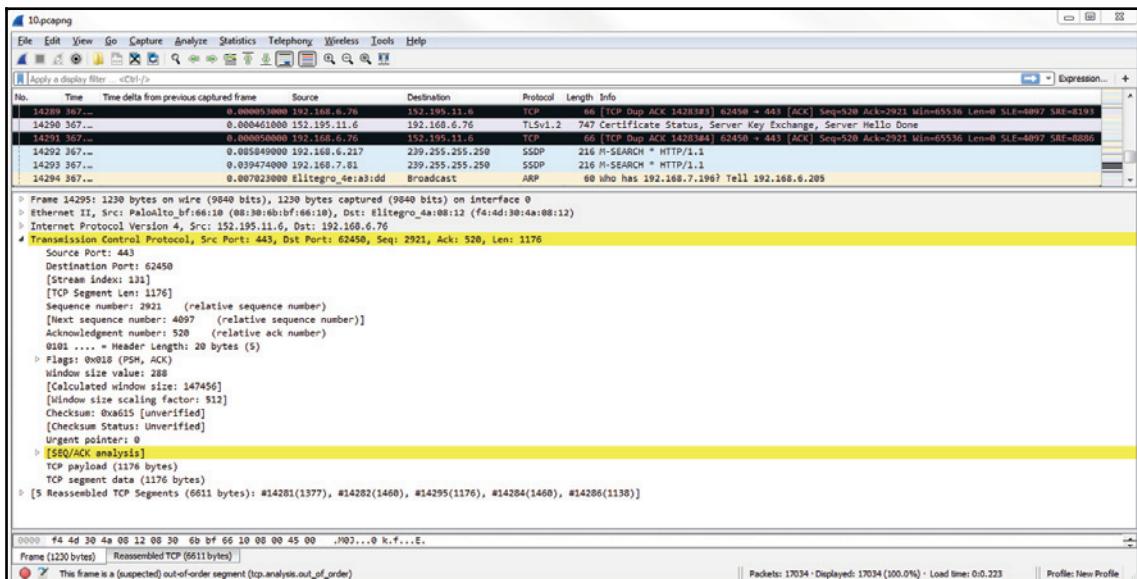 10.pcapng
File Edit View Go Capture Analyze Statistics Telephony Wireless Tools Help
Apply a display filter ... <Ctrl-/>
Expression... +
No. Time Time delta from previous captured frame Source Destination Protocol Length Info
14289 367.... 0.000053000 192.168.6.76 152.195.11.6 TCP 66 [TCP Dup ACK 14283#3] 62450 → 443 [ACK] Seq=520 Ack=2921 Win=65536 Len=0 SLE=4097 SRE=8193
14290 367.... 0.000461000 152.195.11.6 192.168.6.76 TLSv1.2 747 Certificate Status, Server Key Exchange, Server Hello Done
14291 367.... 0.000050000 192.168.6.76 152.195.11.6 TCP 66 [TCP Dup ACK 14283#4] 62450 → 443 [ACK] Seq=520 Ack=2921 Win=65536 Len=0 SLE=4097 SRE=8886
14292 367.... 0.085849000 192.168.6.217 239.255.255.250 SSDP 216 M-SEARCH * HTTP/1.1
14293 367.... 0.039474000 192.168.7.81 239.255.255.250 SSDP 216 M-SEARCH * HTTP/1.1
14294 367.... 0.007023000 Elitegro_4e:a3:dd Broadcast ARP 60 Who has 192.168.7.196? Tell 192.168.6.205
Frame 14295: 1230 bytes on wire (9840 bits), 1230 bytes captured (9840 bits) on interface 0
Ethernet II, Src: PaloAlto_bf:66:10 (08:30:6b:bf:66:10), Dst: Elitegro_4a:08:12 (f4:4d:30:4a:08:12)
Internet Protocol Version 4, Src: 152.195.11.6, Dst: 192.168.6.76
Transmission Control Protocol, Src Port: 443, Dst Port: 62450, Seq: 2921, Ack: 520, Len: 1176
Source Port: 443
Destination Port: 62450
[Stream index: 131]
[TCP Segment Len: 1176]
Sequence number: 2921 (relative sequence number)
[Next sequence number: 4097 (relative sequence number)]
Acknowledgment number: 520 (relative ack number)
0101 .... = Header Length: 20 bytes (5)
Flags: 0x018 (PSH, ACK)
Window size value: 288
[Calculated window size: 147456]
[Window size scaling factor: 512]
Checksum: 0xa615 [unverified]
[Checksum Status: Unverified]
Urgent pointer: 0
[SEQ/ACK analysis]
TCP payload (1176 bytes)
TCP segment data (1176 bytes)
[5 Reassembled TCP Segments (6611 bytes): #14281(1377), #14282(1460), #14295(1176), #14284(1460), #14286(1138)]
0000 f4 4d 30 4a 08 12 08 30 6b bf 66 10 08 00 45 00 .M0J...0 k.f...E.
Frame (1230 bytes) Reassembled TCP (6611 bytes)
This frame is a (suspected) out-of-order segment (tcp.analysis.out_of_order) Packets: 17034 · Displayed: 17034 (100.0%) · Load time: 0:0.223 Profile: New Profile